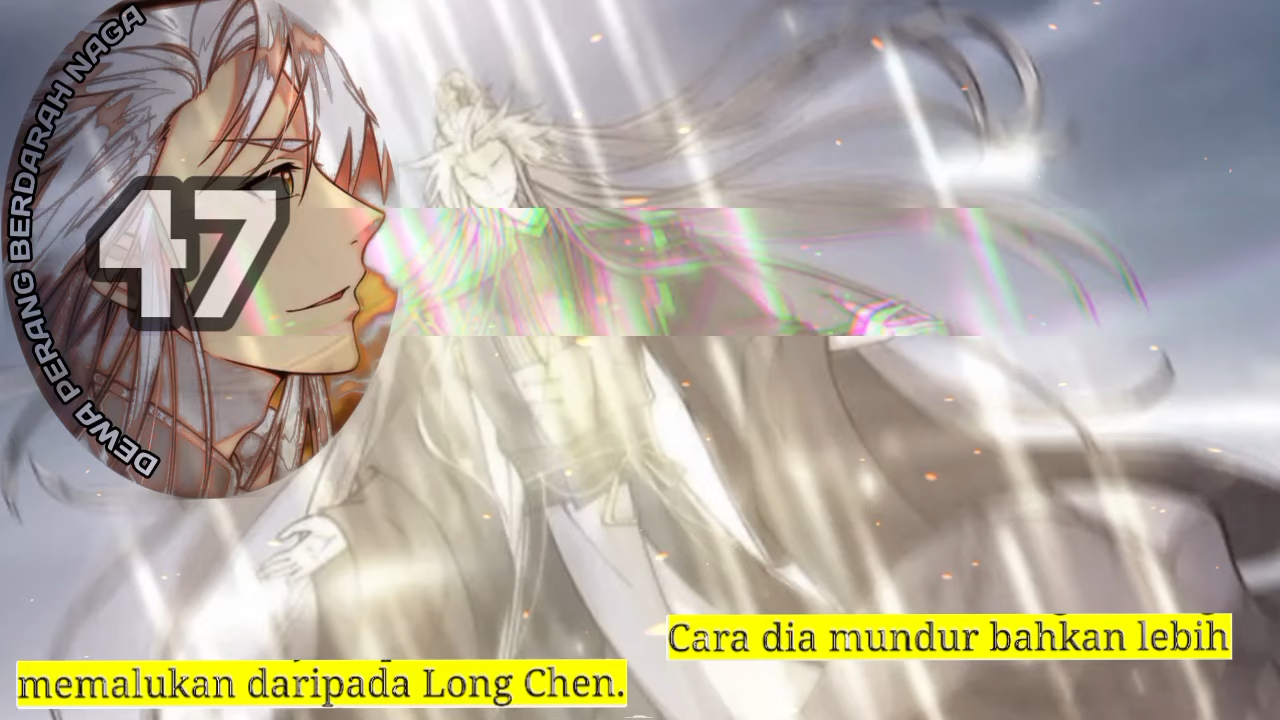 DEWA PERANG BERDARAH NAGA
47
Cara dia mundur bahkan lebih
memalukan daripada Long Chen.